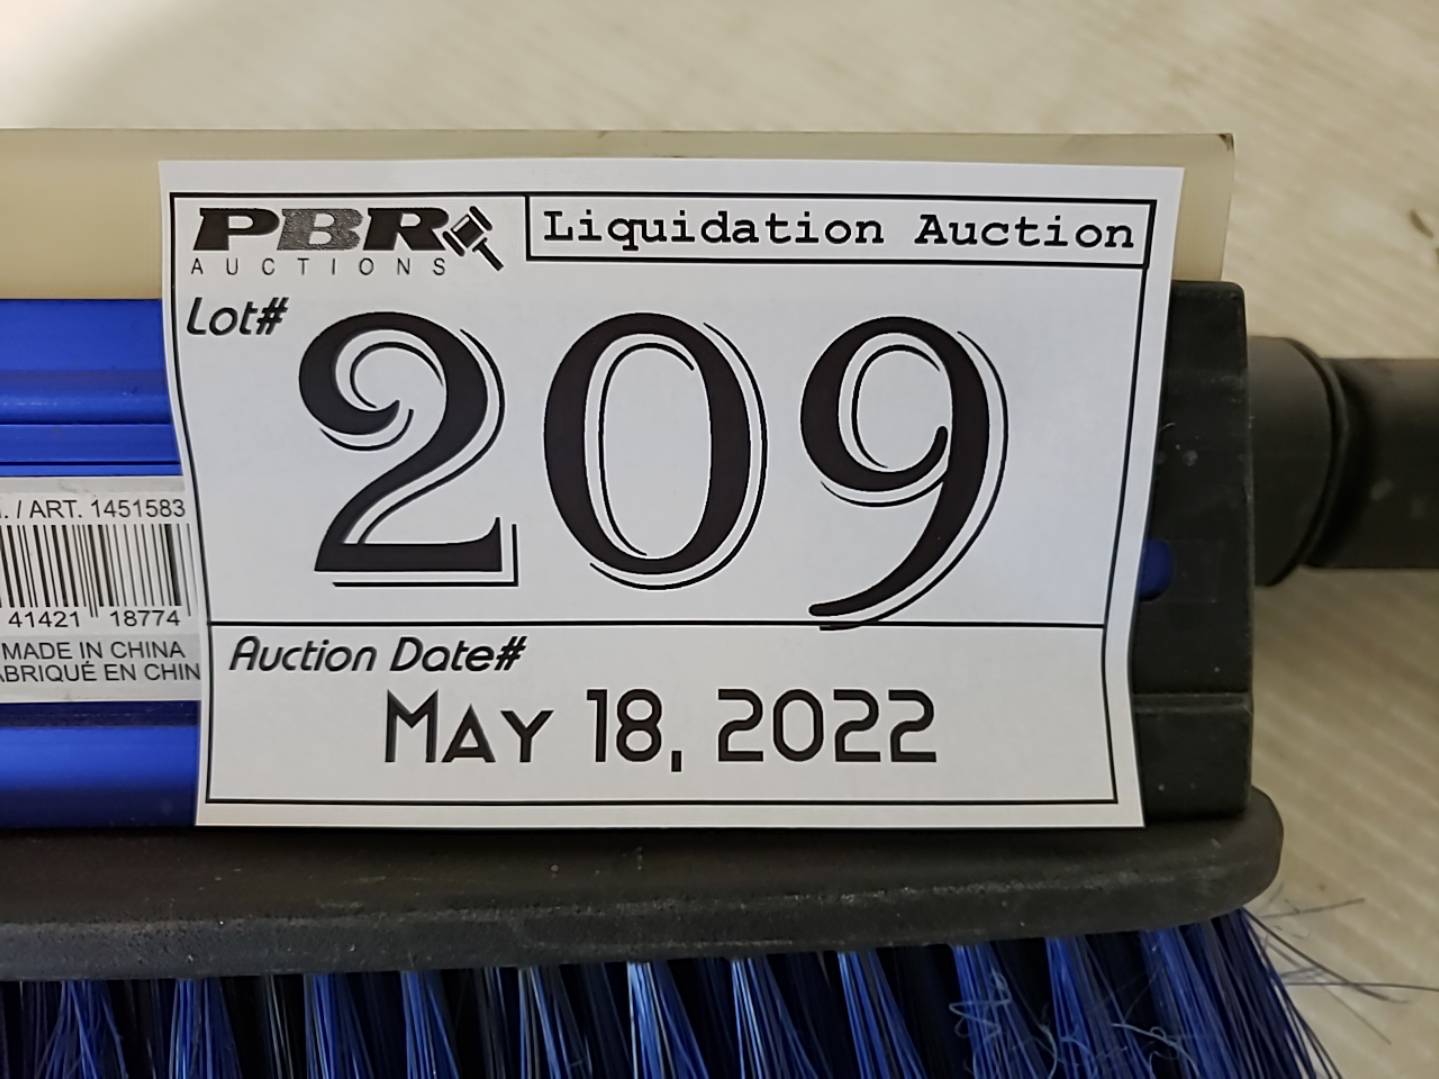 PBR
AUCTIONS
Liquidation Auction
Lot#
209
/ ART. 1451583
41421 18774
MADE IN CHINA
EN CHIN
Auction Date#
May 18, 2022